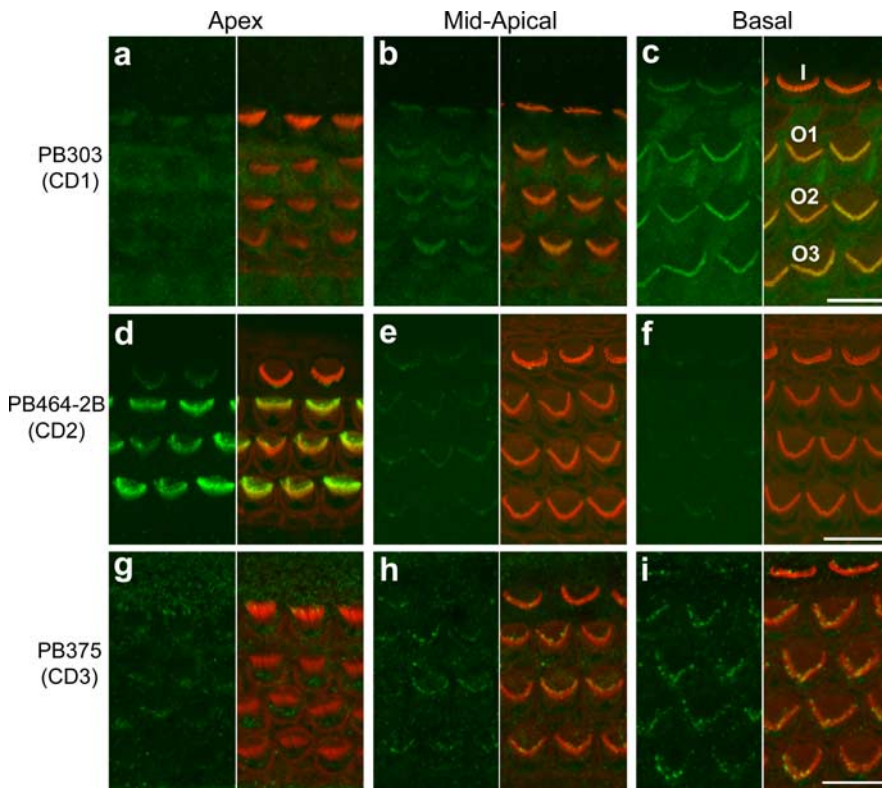 Apex Mid-Apical Basal
a b c
I
O1
PB303
(CD1)
O2
O3
d e f
PB464-2B
(CD2)
g h i
PB375
(CD3)